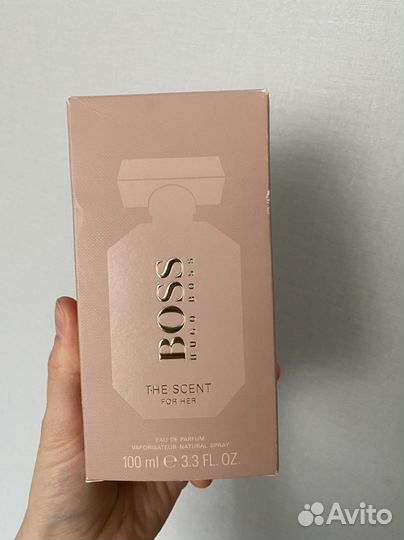 BOSS
HUGO BOSS
THE SCENT
FOR HER
EAU DE PARFUM
VAPORISATEUR NATURAL SPRAY
100 ml ℮ 3.3 FL. OZ.
Avito